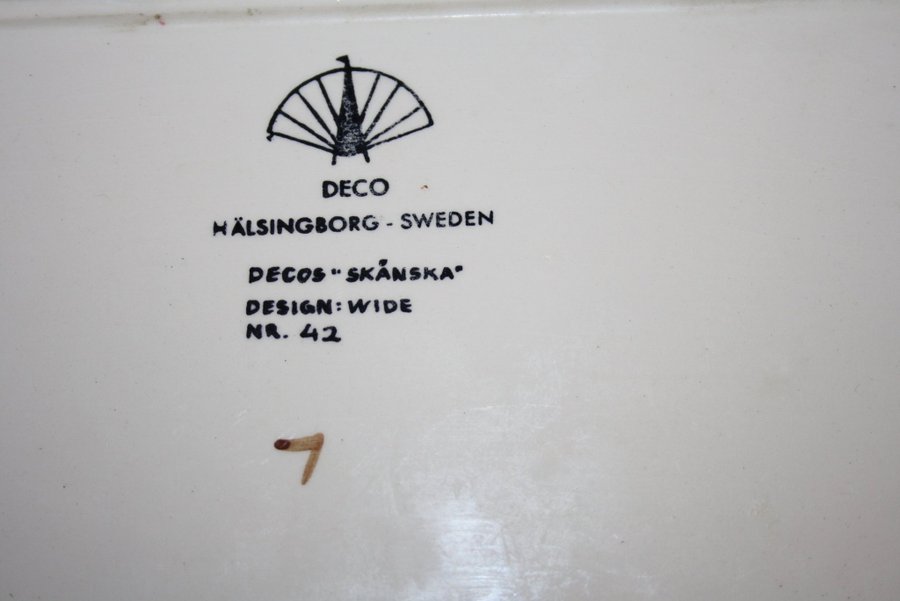 DECO
HÄLSINGBORG - SWEDEN
DECOS "SKÅNSKA"
DESIGN: WIDE
NR. 42
7